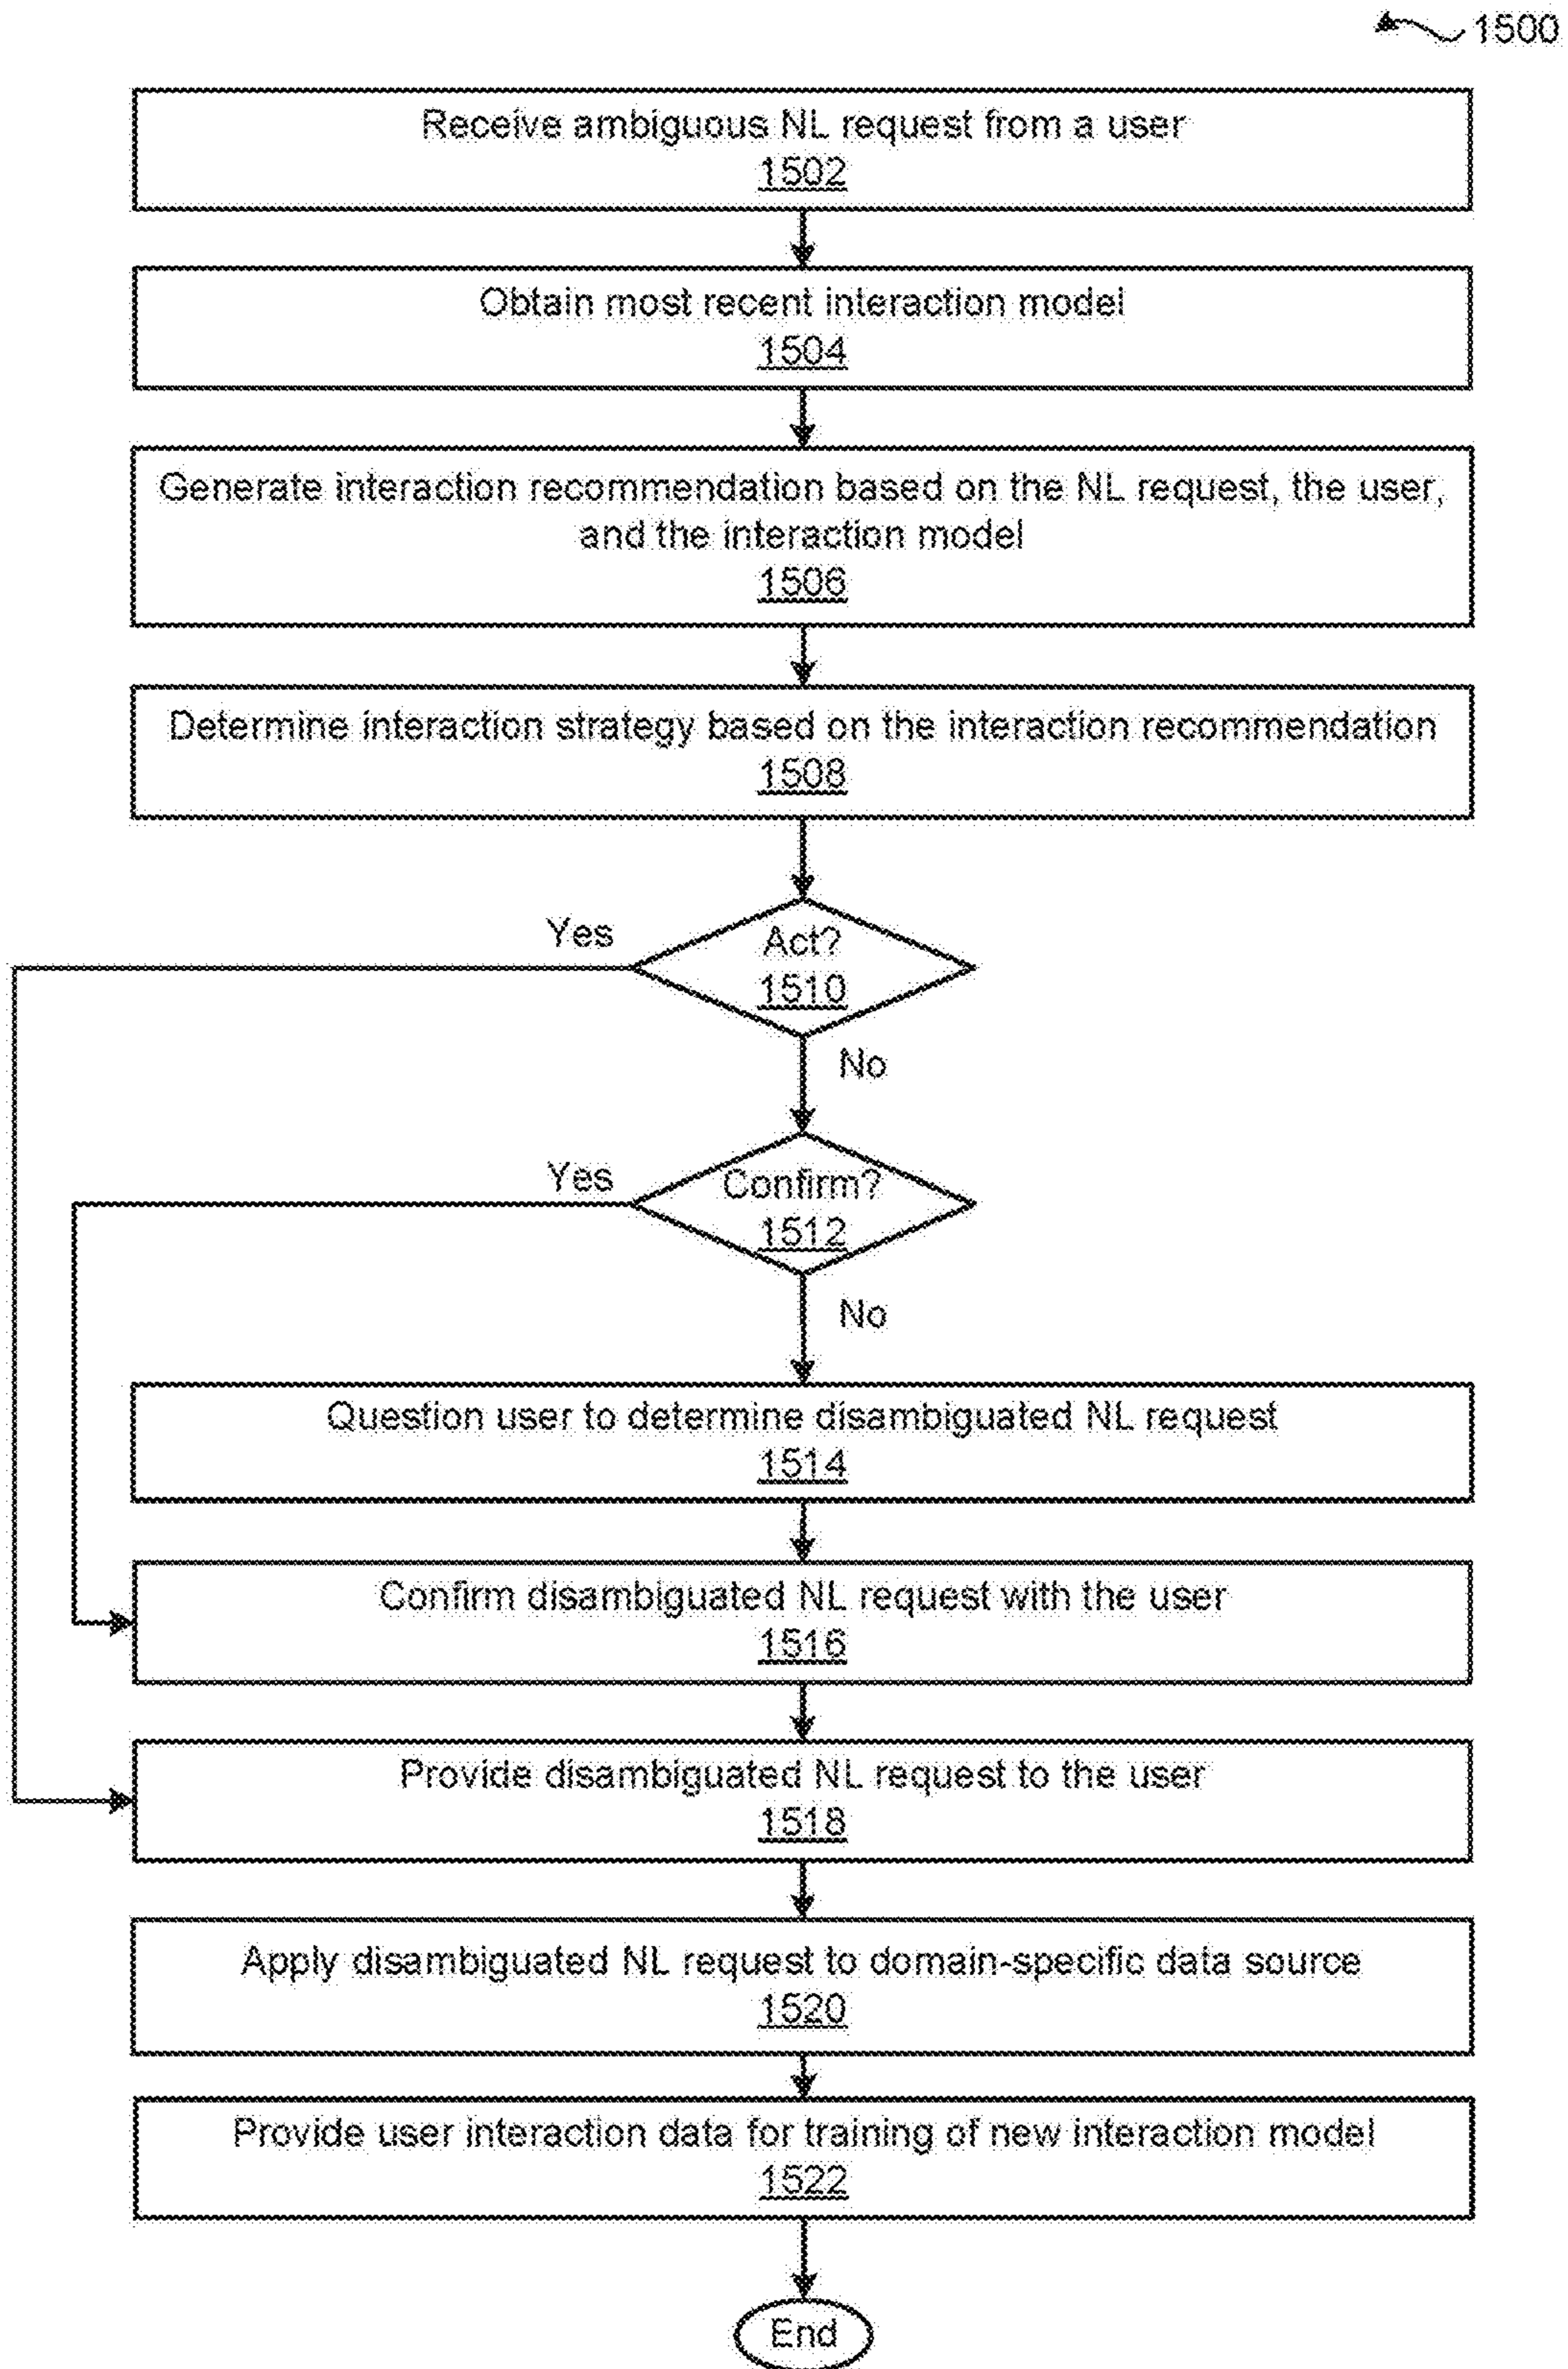 1500
Receive ambiguous NL request from a user
1502
Obtain most recent interaction model
1504
Generate interaction recommendation based on the NL request, the user,
and the interaction model
1506
Determine interaction strategy based on the interaction recommendation
1508
Yes
Act?
1510
No
Yes
Confirm?
1512
No
Question user to determine disambiguated NL request
1514
Confirm disambiguated NL request with the user
1516
Provide disambiguated NL request to the user
1518
Apply disambiguated NL request to domain-specific data source
1520
Provide user interaction data for training of new interaction model
1522
End